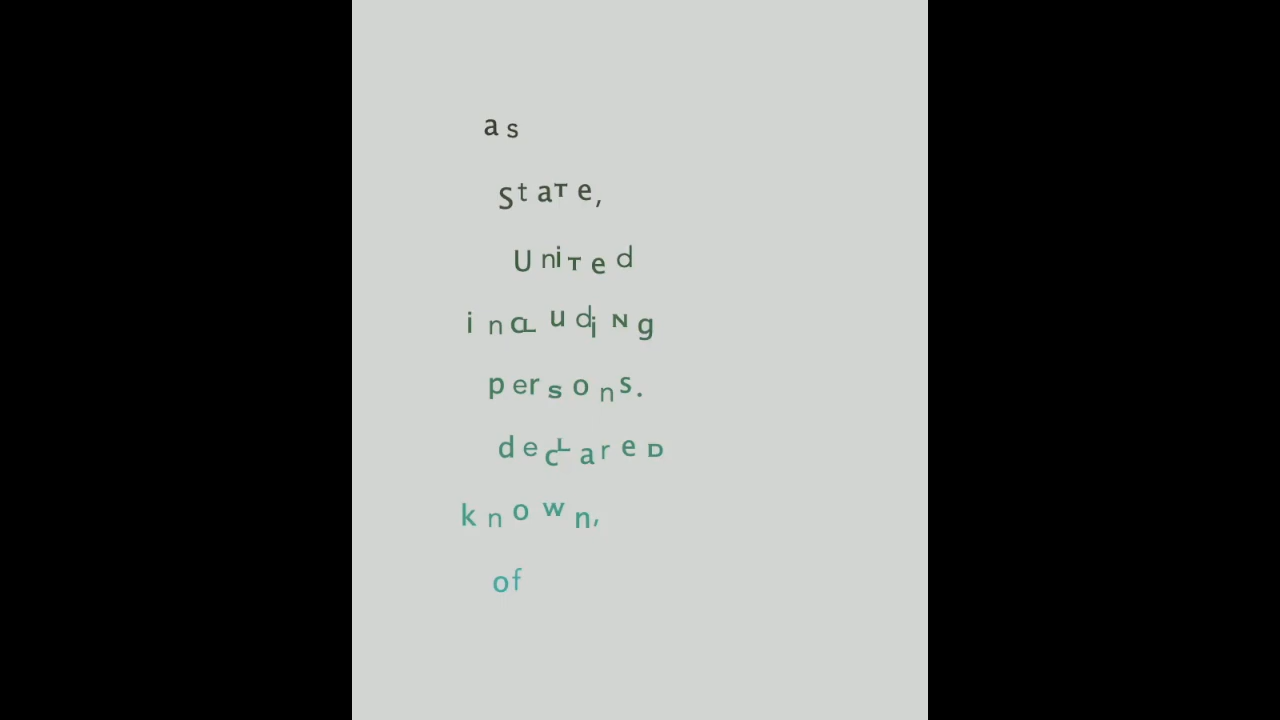 as
State,
United
including
persons.
declared
known,
of